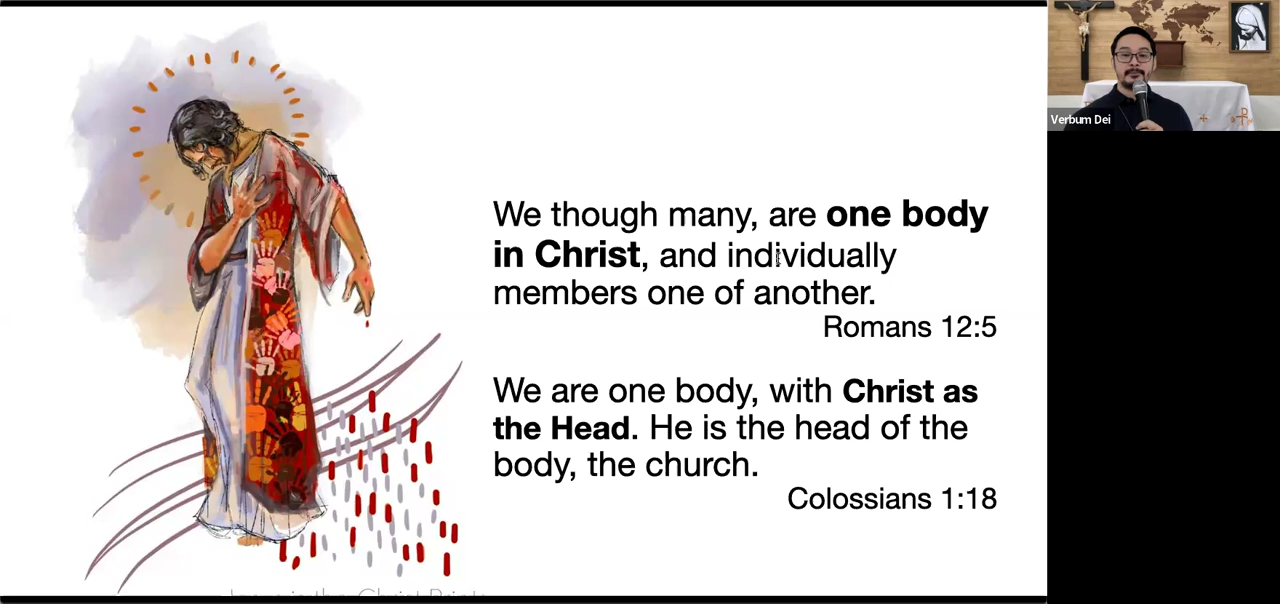 We though many, are one body
in Christ, and individually
members one of another.
Romans 12:5
We are one body, with Christ as
the Head. He is the head of the
body, the church.
Colossians 1:18
Verbum Dei